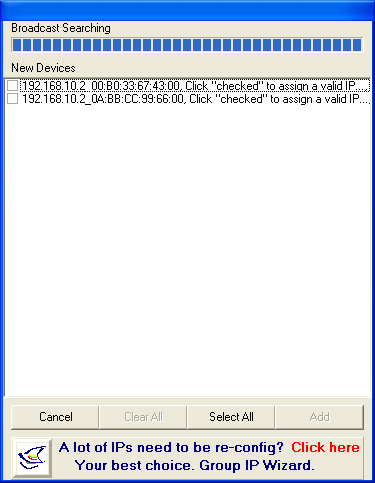 Broadcast Searching
New Devices
192.168.10.2_00:B0:33:67:43:00, Click "checked" to assign a valid IP....
192.168.10.2_0A:BB:CC:99:66:00, Click "checked" to assign a valid IP....
Cancel Clear All Select All Add
A lot of IPs need to be re-config? Click here
Your best choice. Group IP Wizard.